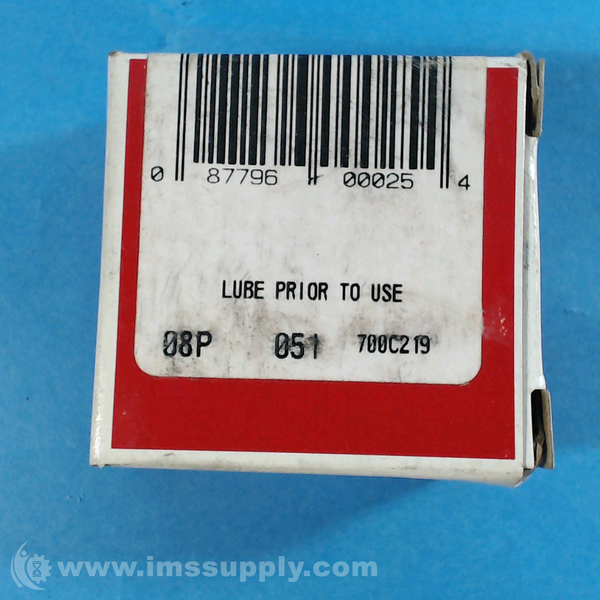 0 87796 00025 4
LUBE PRIOR TO USE
08P 051 700C219
www.imssupply.com